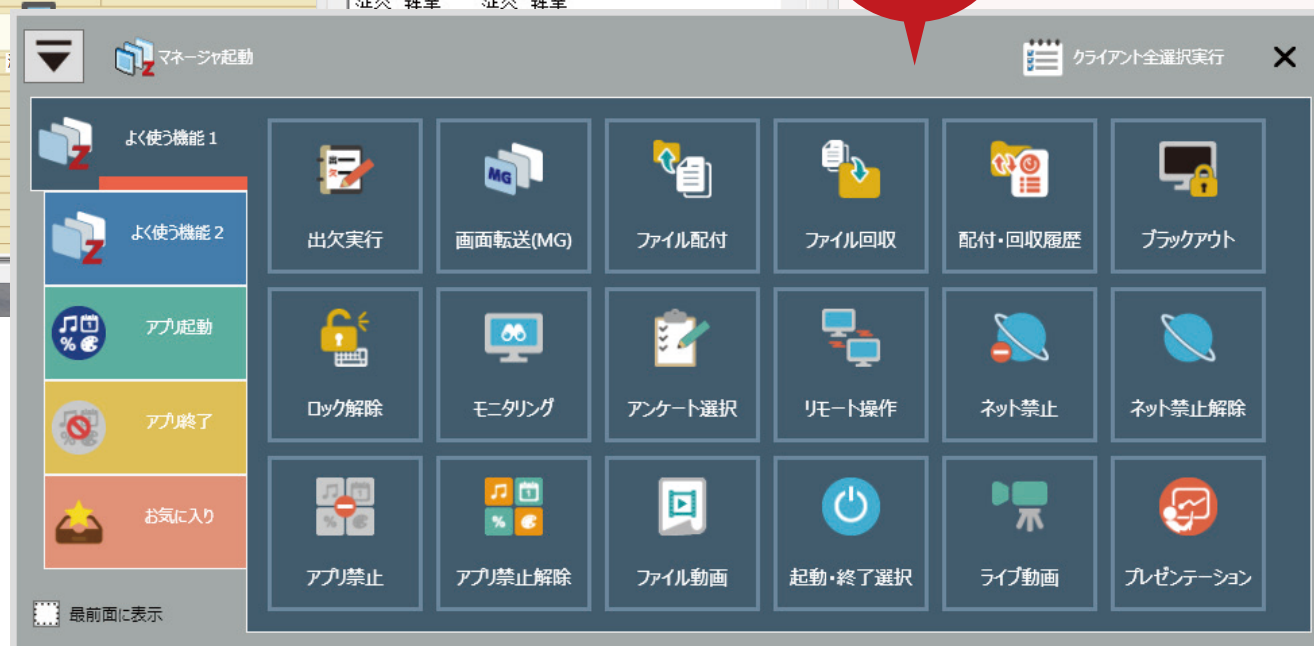 マネージャ起動
クライアント全選択実行
よく使う機能1
よく使う機能2
アプリ起動
アプリ終了
お気に入り
最前面に表示
出欠実行
画面転送(MG)
ファイル配付
ファイル回収
配付・回収履歴
ブラックアウト
ロック解除
モニタリング
アンケート選択
リモート操作
ネット禁止
ネット禁止解除
アプリ禁止
アプリ禁止解除
ファイル動画
起動・終了選択
ライブ動画
プレゼンテーション